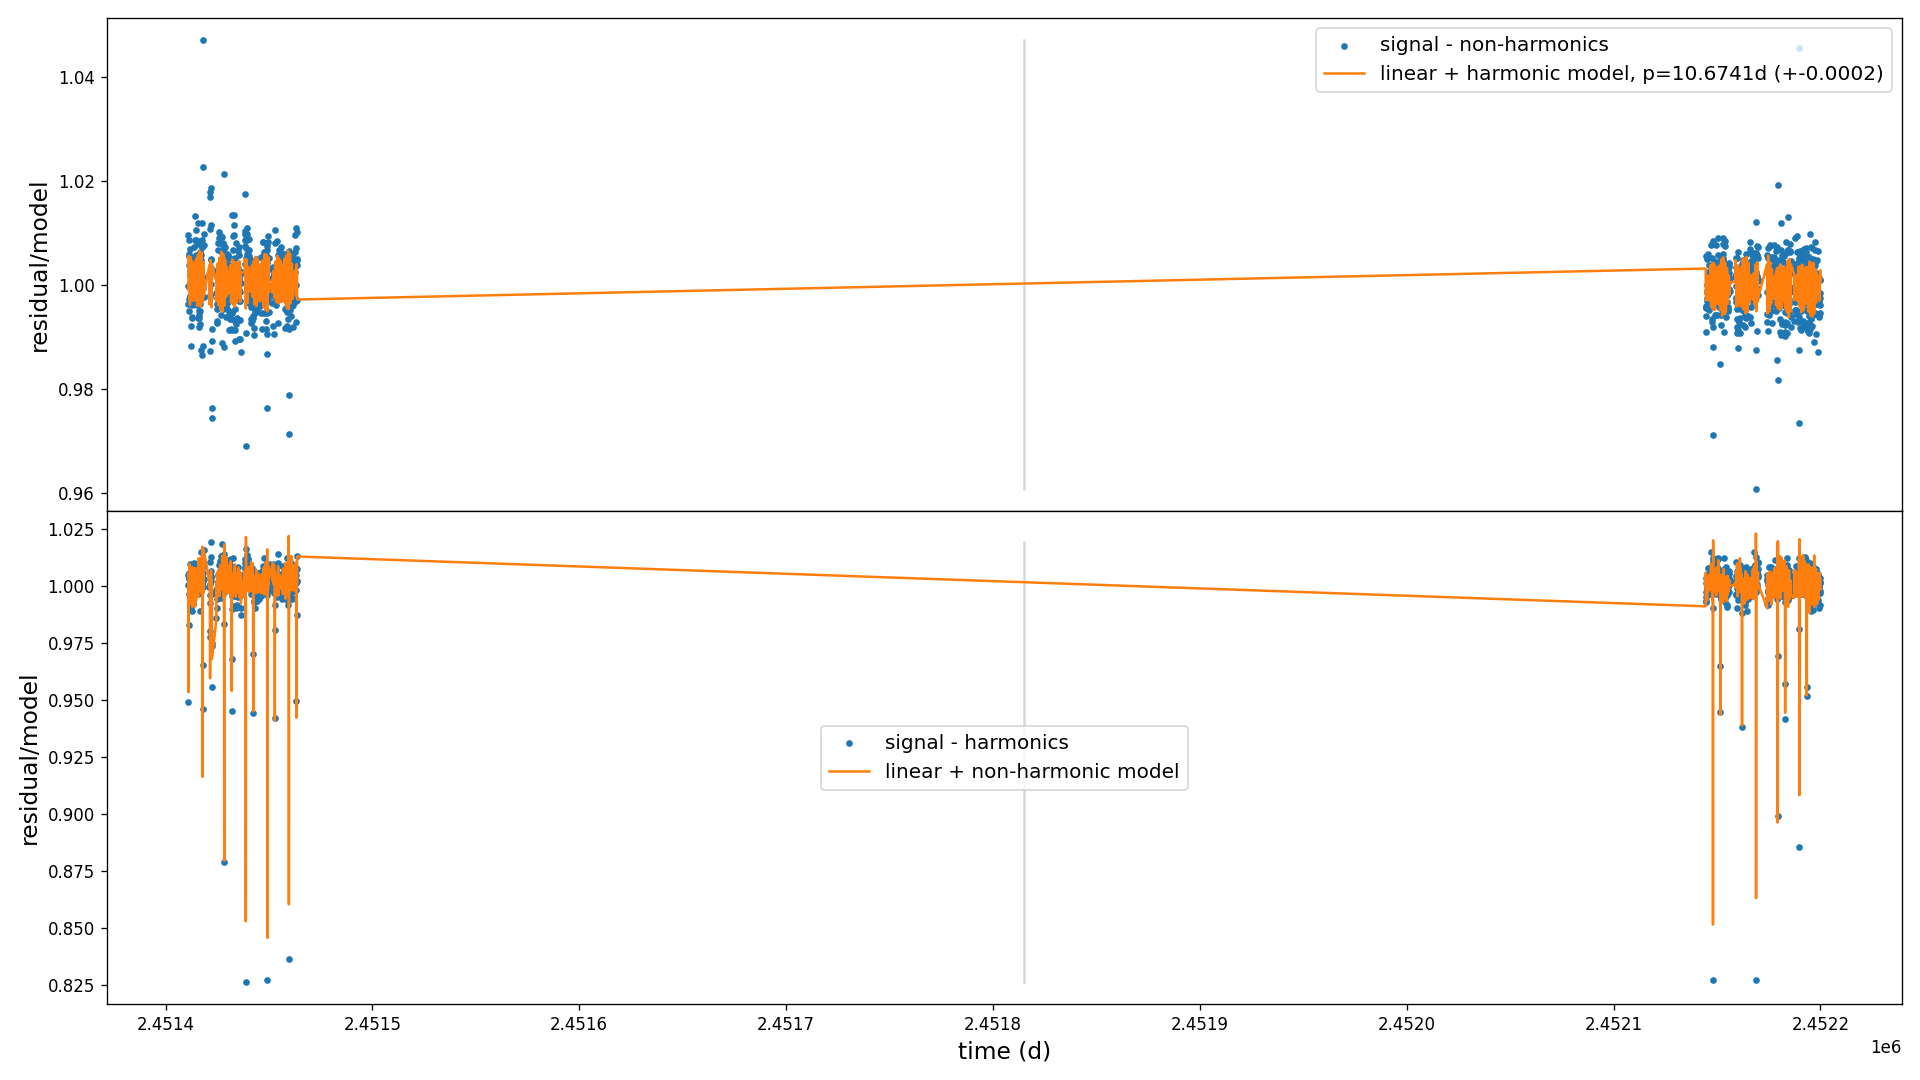 signal - non-harmonics
linear + harmonic model, p=10.6741d (+-0.0002)
1.04
1.02
1.00
0.98
0.96
residual/model
1.025
1.000
0.975
0.950
0.925
0.900
0.875
0.850
0.825
residual/model
signal - harmonics
linear + non-harmonic model
2.4514 2.4515 2.4516 2.4517 2.4518 2.4519 2.4520 2.4521 2.4522
time (d)
1e6